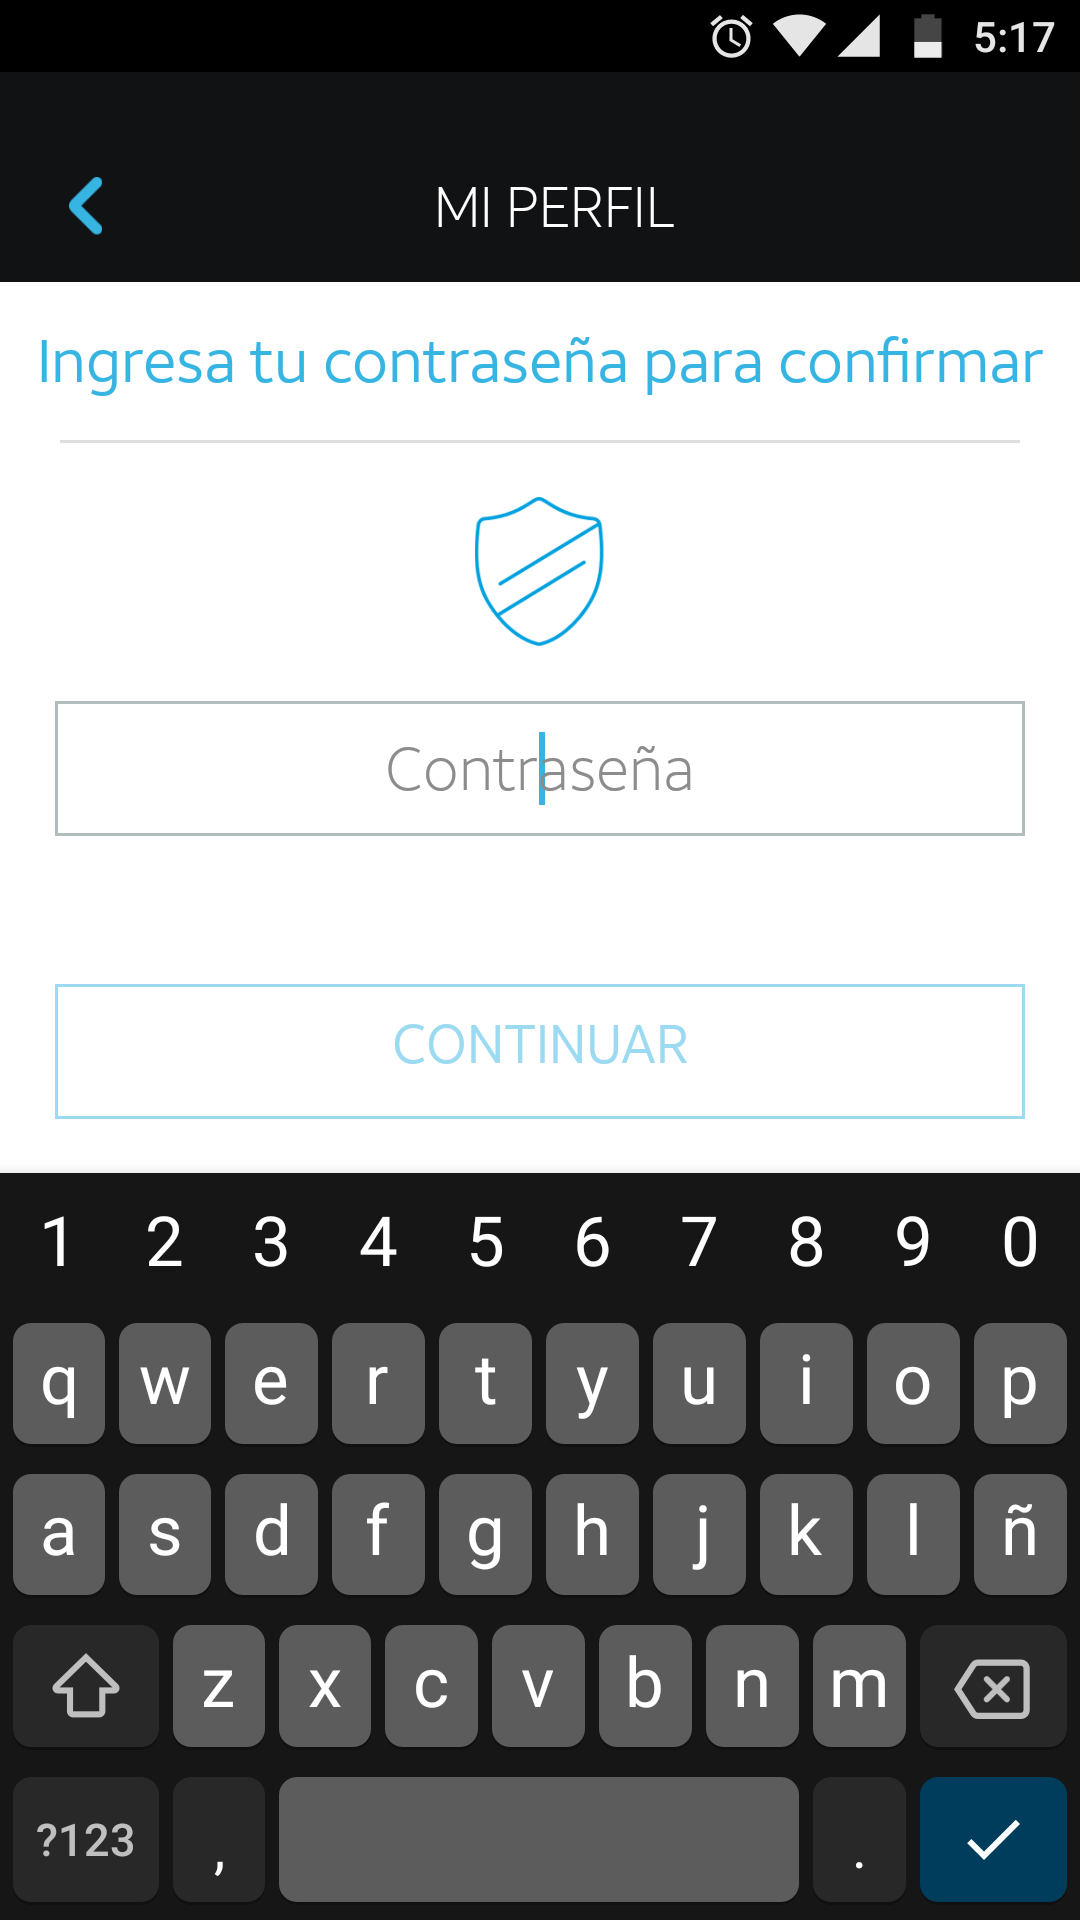 5:17
MI PERFIL
Ingresa tu contraseña para confirmar
Contraseña
CONTINUAR
1 2 3 4 5 6 7 8 9 0
q w e r t y u i o p
a s d f g h j k l ñ
z x c v b n m
?123 , .